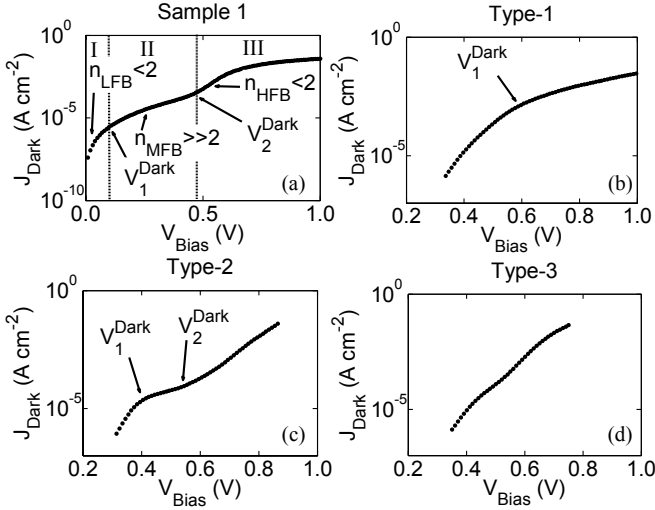 Sample 1
I II III
n_LFB<2
n_HFB<2
n_MFB>>2
V_1^Dark
V_2^Dark
(a)
J_Dark (A cm^-2)
10^0
10^-5
10^-10
0.0 0.5 1.0
V_Bias (V)
Type-1
V_1^Dark
(b)
J_Dark (A cm^-2)
10^0
10^-5
0.2 0.4 0.6 0.8 1.0
V_Bias (V)
Type-2
V_1^Dark
V_2^Dark
(c)
J_Dark (A cm^-2)
10^0
10^-5
0.2 0.4 0.6 0.8 1.0
V_Bias (V)
Type-3
(d)
J_Dark (A cm^-2)
10^0
10^-5
0.2 0.4 0.6 0.8 1.0
V_Bias (V)